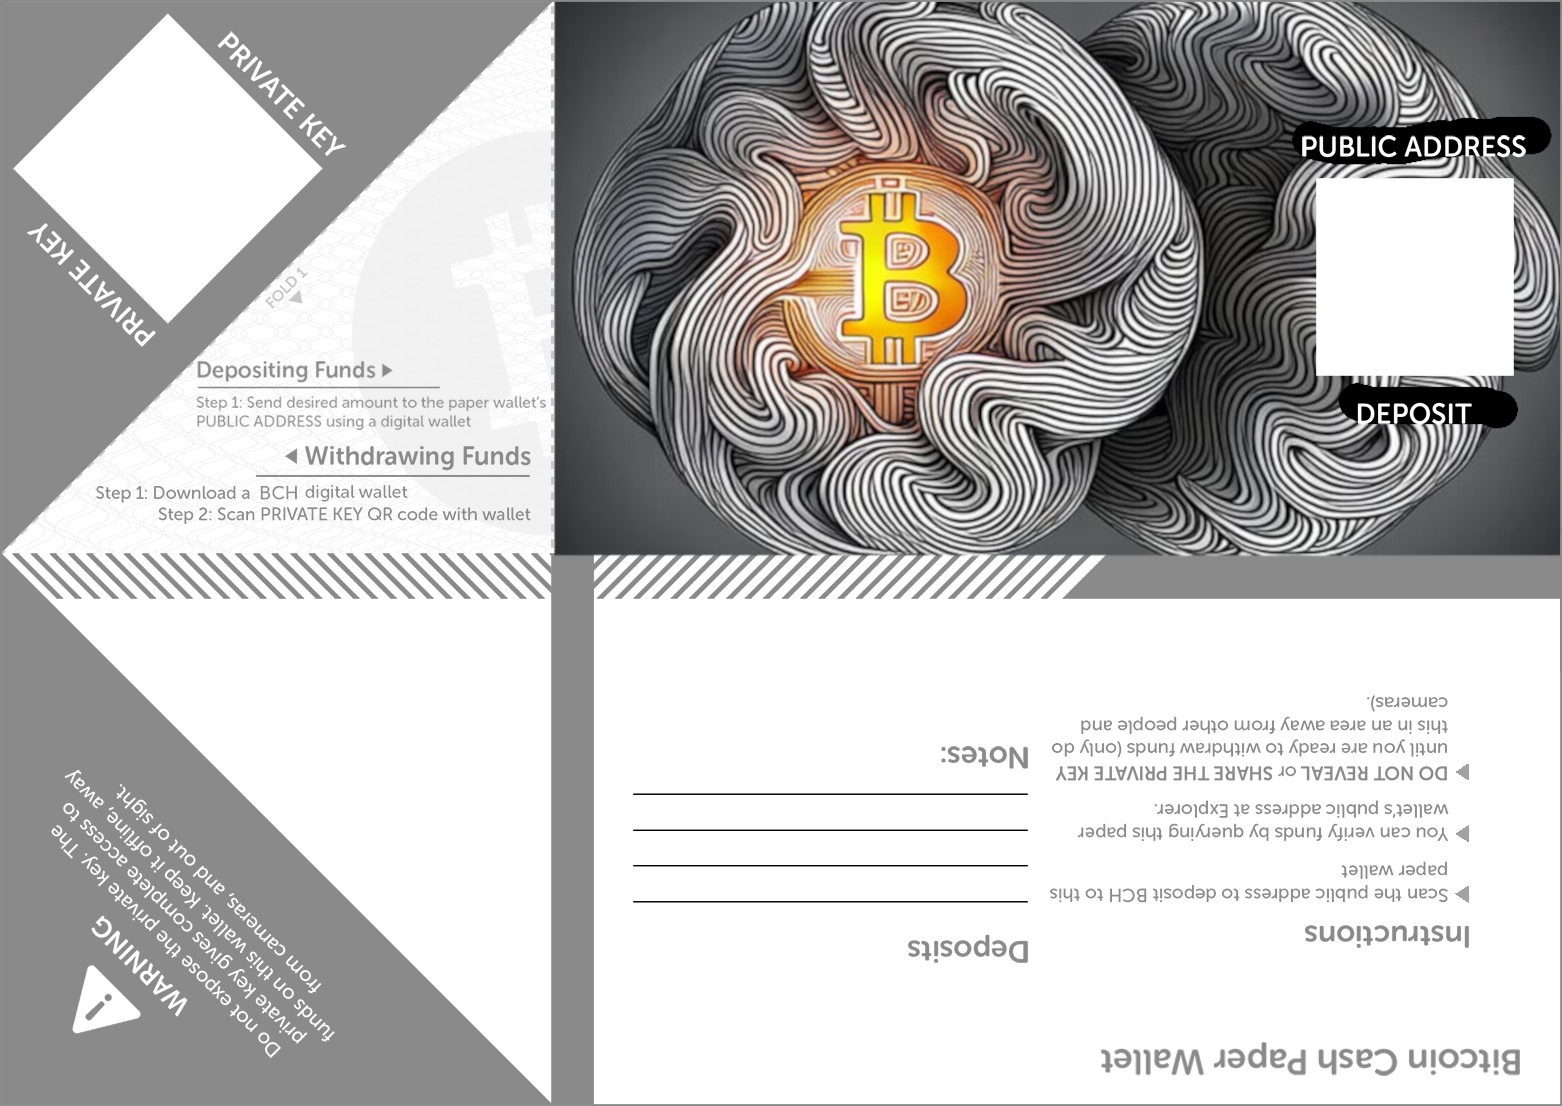 PRIVATE KEY
PRIVATE KEY
FOLD 1
Depositing Funds
Step 1: Send desired amount to the paper wallet's
PUBLIC ADDRESS using a digital wallet
Withdrawing Funds
Step 1: Download a BCH digital wallet
Step 2: Scan PRIVATE KEY QR code with wallet
PUBLIC ADDRESS
DEPOSIT
WARNING
Do not expose the private key. The
private key gives complete access to
funds on this wallet. Keep it offline, away
from cameras, and out of sight.
Bitcoin Cash Paper Wallet
Instructions
Scan the public address to deposit BCH to this
paper wallet
You can verify funds by querying this paper
wallet's public address at Explorer.
DO NOT REVEAL or SHARE THE PRIVATE KEY
until you are ready to withdraw funds (only do
this in an area away from other people and
cameras).
Deposits
Notes: